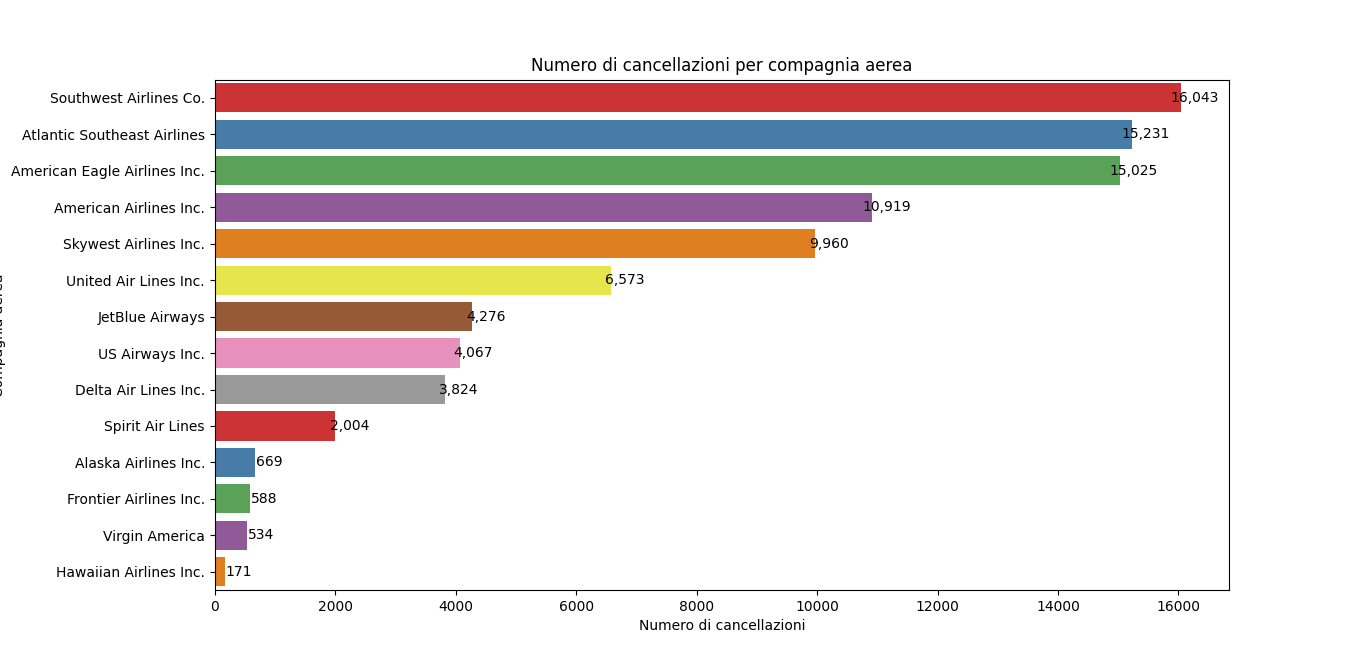 Numero di cancellazioni per compagnia aerea
Southwest Airlines Co. 16,043
Atlantic Southeast Airlines 15,231
American Eagle Airlines Inc. 15,025
American Airlines Inc. 10,919
Skywest Airlines Inc. 9,960
United Air Lines Inc. 6,573
JetBlue Airways 4,276
US Airways Inc. 4,067
Delta Air Lines Inc. 3,824
Spirit Air Lines 2,004
Alaska Airlines Inc. 669
Frontier Airlines Inc. 588
Virgin America 534
Hawaiian Airlines Inc. 171
0 2000 4000 6000 8000 10000 12000 14000 16000
Numero di cancellazioni